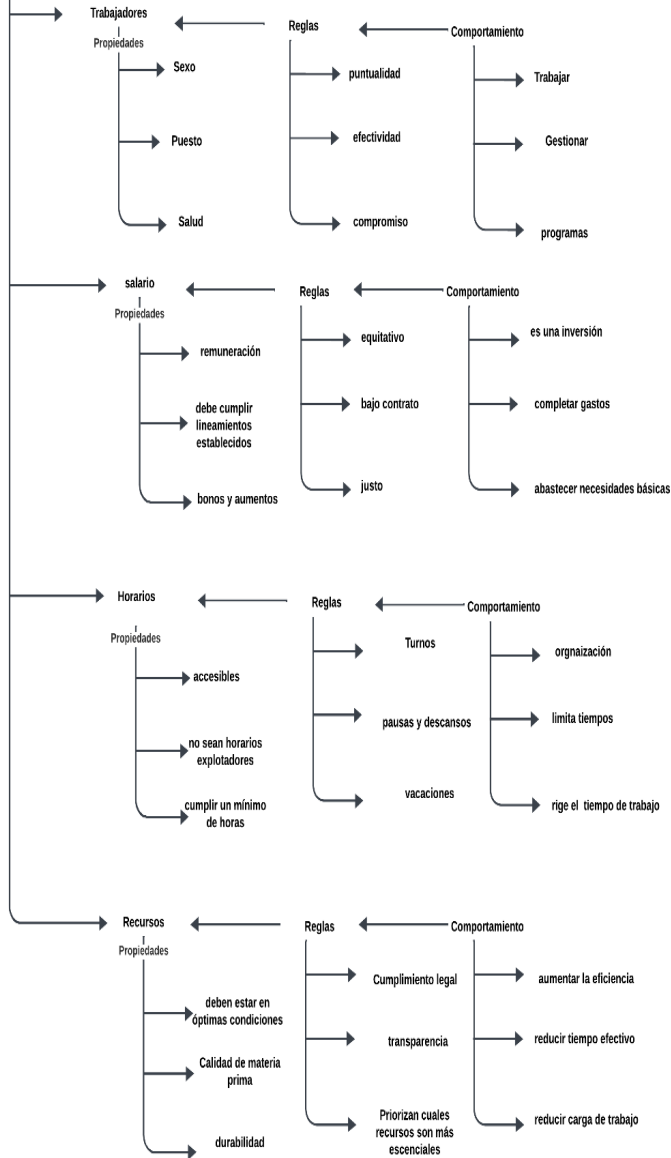 Trabajadores
Reglas
Comportamiento
Propiedades
Sexo
Puesto
Salud
puntualidad
efectividad
compromiso
Trabajar
Gestionar
programas
salario
Reglas
Comportamiento
Propiedades
remuneración
debe cumplir
lineamientos
establecidos
bonos y aumentos
equitativo
bajo contrato
justo
es una inversión
completar gastos
abastecer necesidades básicas
Horarios
Reglas
Comportamiento
Propiedades
accesibles
no sean horarios
explotadores
cumplir un mínimo
de horas
Turnos
pausas y descansos
vacaciones
orgnaización
limita tiempos
rige el tiempo de trabajo
Recursos
Reglas
Comportamiento
Propiedades
deben estar en
óptimas condiciones
Calidad de materia
prima
durabilidad
Cumplimiento legal
transparencia
Priorizan cuales
recursos son más
escenciales
aumentar la eficiencia
reducir tiempo efectivo
reducir carga de trabajo